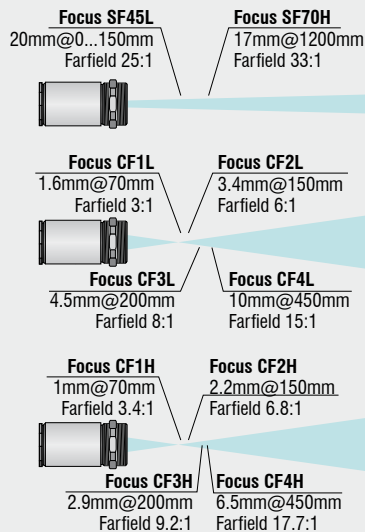 Focus SF45L
20mm@0...150mm
Farfield 25:1
Focus SF70H
17mm@1200mm
Farfield 33:1
Focus CF1L
1.6mm@70mm
Farfield 3:1
Focus CF2L
3.4mm@150mm
Farfield 6:1
Focus CF3L
4.5mm@200mm
Farfield 8:1
Focus CF4L
10mm@450mm
Farfield 15:1
Focus CF1H
1mm@70mm
Farfield 3.4:1
Focus CF2H
2.2mm@150mm
Farfield 6.8:1
Focus CF3H
2.9mm@200mm
Farfield 9.2:1
Focus CF4H
6.5mm@450mm
Farfield 17.7:1